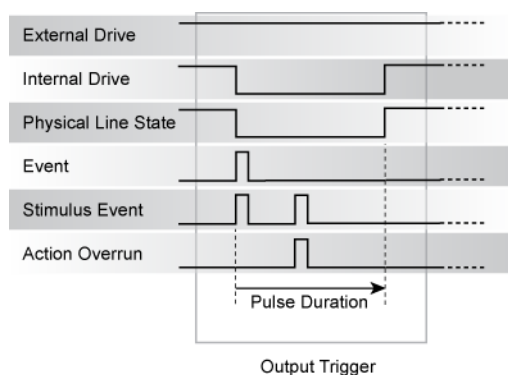 External Drive
Internal Drive
Physical Line State
Event
Stimulus Event
Action Overrun
Pulse Duration
Output Trigger